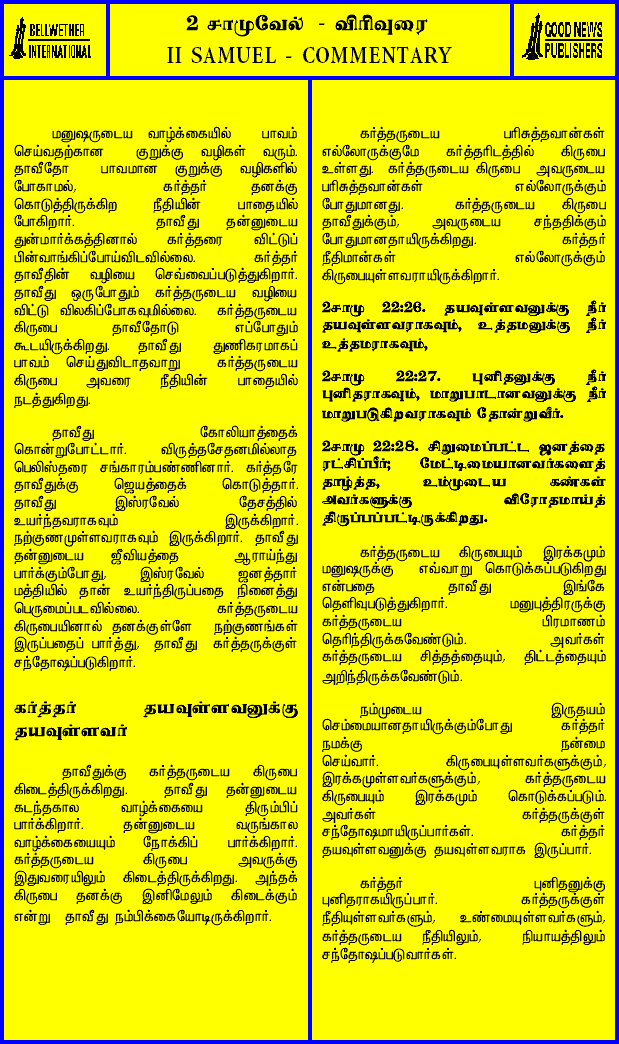 BELLWETHER
INTERNATIONAL
2 சாமுவேல் - விரிவுரை
II SAMUEL - COMMENTARY
GOOD NEWS
PUBLISHERS
மனுஷருடைய வாழ்க்கையில் பாவம்
செய்வதற்கான குறுக்கு வழிகள் வரும்.
தாவீதோ பாவமான குறுக்கு வழிகளில்
போகாமல், கர்த்தர் தனக்கு
கொடுத்திருக்கிற நீதியின் பாதையில்
போகிறார். தாவீது தன்னுடைய
துன்மார்க்கத்தினால் கர்த்தரை விட்டுப்
பின்வாங்கிப்போய்விடவில்லை. கர்த்தர்
தாவீதின் வழியை செவ்வைப்படுத்துகிறார்.
தாவீது ஒருபோதும் கர்த்தருடைய வழியை
விட்டு விலகிப்போகவுமில்லை. கர்த்தருடைய
கிருபை தாவீதோடு எப்போதும்
கூடயிருக்கிறது. தாவீது துணிகரமாகப்
பாவம் செய்துவிடாதவாறு கர்த்தருடைய
கிருபை அவரை நீதியின் பாதையில்
நடத்துகிறது.
தாவீது கோலியாத்தைக்
கொன்றுபோட்டார். விருத்தசேதனமில்லாத
பெலிஸ்தரை சங்காரம்பண்ணினார். கர்த்தரே
தாவீதுக்கு ஜெயத்தைக் கொடுத்தார்.
தாவீது இஸ்ரவேல் தேசத்தில்
உயர்ந்தவராகவும் இருக்கிறார்.
நற்குணமுள்ளவராகவும் இருக்கிறார். தாவீது
தன்னுடைய ஜீவியத்தை ஆராய்ந்து
பார்க்கும்போது, இஸ்ரவேல் ஜனத்தார்
மத்தியில் தான் உயர்ந்திருப்பதை நினைத்து
பெருமைப்படவில்லை. கர்த்தருடைய
கிருபையினால் தனக்குள்ளே நற்குணங்கள்
இருப்பதைப் பார்த்து, தாவீது கர்த்தருக்குள்
சந்தோஷப்படுகிறார்.
கர்த்தர் தயவுள்ளவனுக்கு
தயவுள்ளவர்
தாவீதுக்கு கர்த்தருடைய கிருபை
கிடைத்திருக்கிறது. தாவீது தன்னுடைய
கடந்தகால வாழ்க்கையை திரும்பிப்
பார்க்கிறார். தன்னுடைய வருங்கால
வாழ்க்கையையும் நோக்கிப் பார்க்கிறார்.
கர்த்தருடைய கிருபை அவருக்கு
இதுவரையிலும் கிடைத்திருக்கிறது. அந்தக்
கிருபை தனக்கு இனிமேலும் கிடைக்கும்
என்று தாவீது நம்பிக்கையோடிருக்கிறார்.
கர்த்தருடைய பரிசுத்தவான்கள்
எல்லோருக்குமே கர்த்தரிடத்தில் கிருபை
உள்ளது. கர்த்தருடைய கிருபை அவருடைய
பரிசுத்தவான்கள் எல்லோருக்கும்
போதுமானது. கர்த்தருடைய கிருபை
தாவீதுக்கும், அவருடைய சந்ததிக்கும்
போதுமானதாயிருக்கிறது. கர்த்தர்
நீதிமான்கள் எல்லோருக்கும்
கிருபையுள்ளவராயிருக்கிறார்.
2சாமு 22:26. தயவுள்ளவனுக்கு நீர்
தயவுள்ளவராகவும், உத்தமனுக்கு நீர்
உத்தமராகவும்,
2சாமு 22:27. புனிதனுக்கு நீர்
புனிதராகவும், மாறுபாடானவனுக்கு நீர்
மாறுபடுகிறவராகவும் தோன்றுவீர்.
2சாமு 22:28. சிறுமைப்பட்ட ஜனத்தை
ரட்சிப்பீர்; மேட்டிமையானவர்களைத்
தாழ்த்த, உம்முடைய கண்கள்
அவர்களுக்கு விரோதமாய்த்
திருப்பப்பட்டிருக்கிறது.
கர்த்தருடைய கிருபையும் இரக்கமும்
மனுஷருக்கு எவ்வாறு கொடுக்கப்படுகிறது
என்பதை தாவீது இங்கே
தெளிவுபடுத்துகிறார். மனுபுத்திரருக்கு
கர்த்தருடைய பிரமாணம்
தெரிந்திருக்கவேண்டும். அவர்கள்
கர்த்தருடைய சித்தத்தையும், திட்டத்தையும்
அறிந்திருக்கவேண்டும்.
நம்முடைய இருதயம்
செம்மையானதாயிருக்கும்போது கர்த்தர்
நமக்கு நன்மை
செய்வார். கிருபையுள்ளவர்களுக்கும்,
இரக்கமுள்ளவர்களுக்கும், கர்த்தருடைய
கிருபையும் இரக்கமும் கொடுக்கப்படும்.
அவர்கள் கர்த்தருக்குள்
சந்தோஷமாயிருப்பார்கள். கர்த்தர்
தயவுள்ளவனுக்கு தயவுள்ளவராக இருப்பார்.
கர்த்தர் புனிதனுக்கு
புனிதராகயிருப்பார். கர்த்தருக்குள்
நீதியுள்ளவர்களும், உண்மையுள்ளவர்களும்,
கர்த்தருடைய நீதியிலும், நியாயத்திலும்
சந்தோஷப்படுவார்கள்.